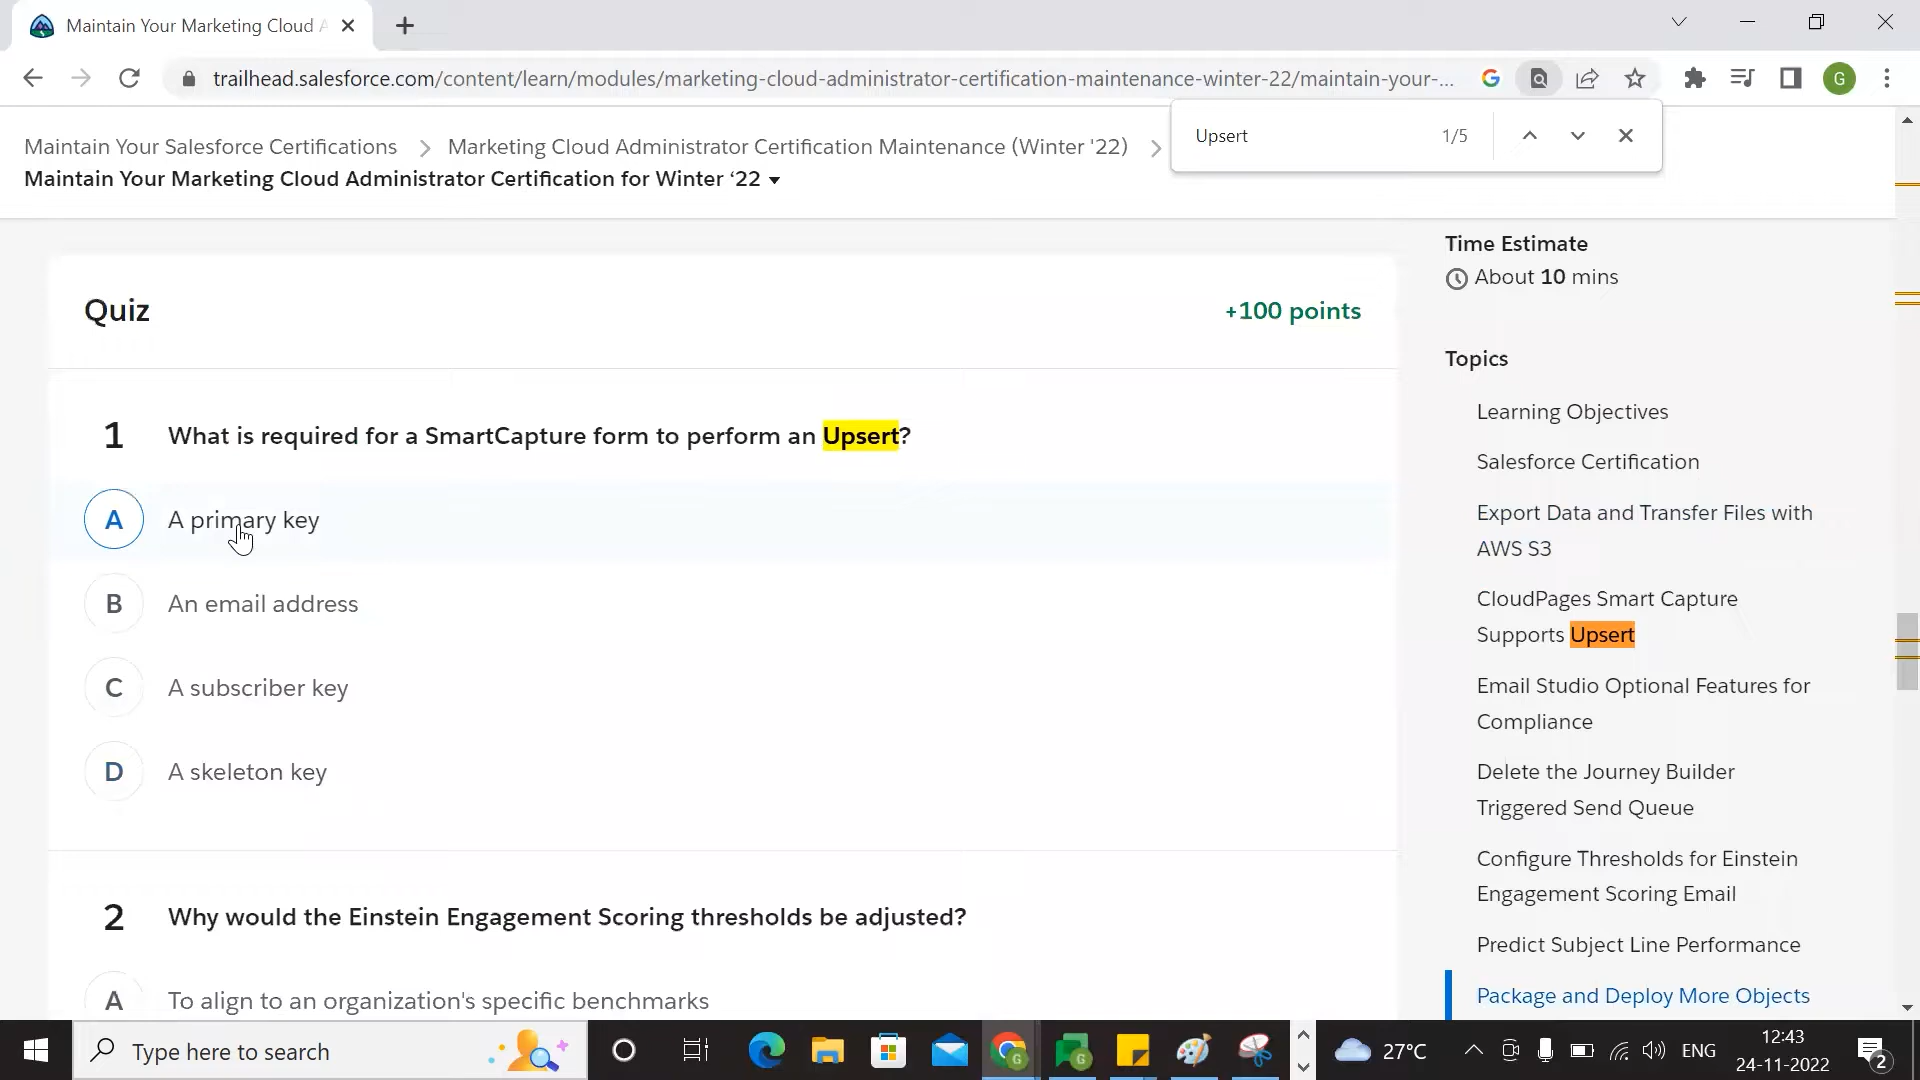 Maintain Your Marketing Cloud A
trailhead.salesforce.com/content/learn/modules/marketing-cloud-administrator-certification-maintenance-winter-22/maintain-your-...
G
Upsert 1/5
Maintain Your Salesforce Certifications
Marketing Cloud Administrator Certification Maintenance (Winter '22)
Maintain Your Marketing Cloud Administrator Certification for Winter ‘22
Quiz
+100 points
1 What is required for a SmartCapture form to perform an Upsert?
A A primary key
B An email address
C A subscriber key
D A skeleton key
2 Why would the Einstein Engagement Scoring thresholds be adjusted?
A To align to an organization's specific benchmarks
Time Estimate
About 10 mins
Topics
Learning Objectives
Salesforce Certification
Export Data and Transfer Files with
AWS S3
CloudPages Smart Capture
Supports Upsert
Email Studio Optional Features for
Compliance
Delete the Journey Builder
Triggered Send Queue
Configure Thresholds for Einstein
Engagement Scoring Email
Predict Subject Line Performance
Package and Deploy More Objects
Type here to search
27°C
ENG
12:43
24-11-2022
2